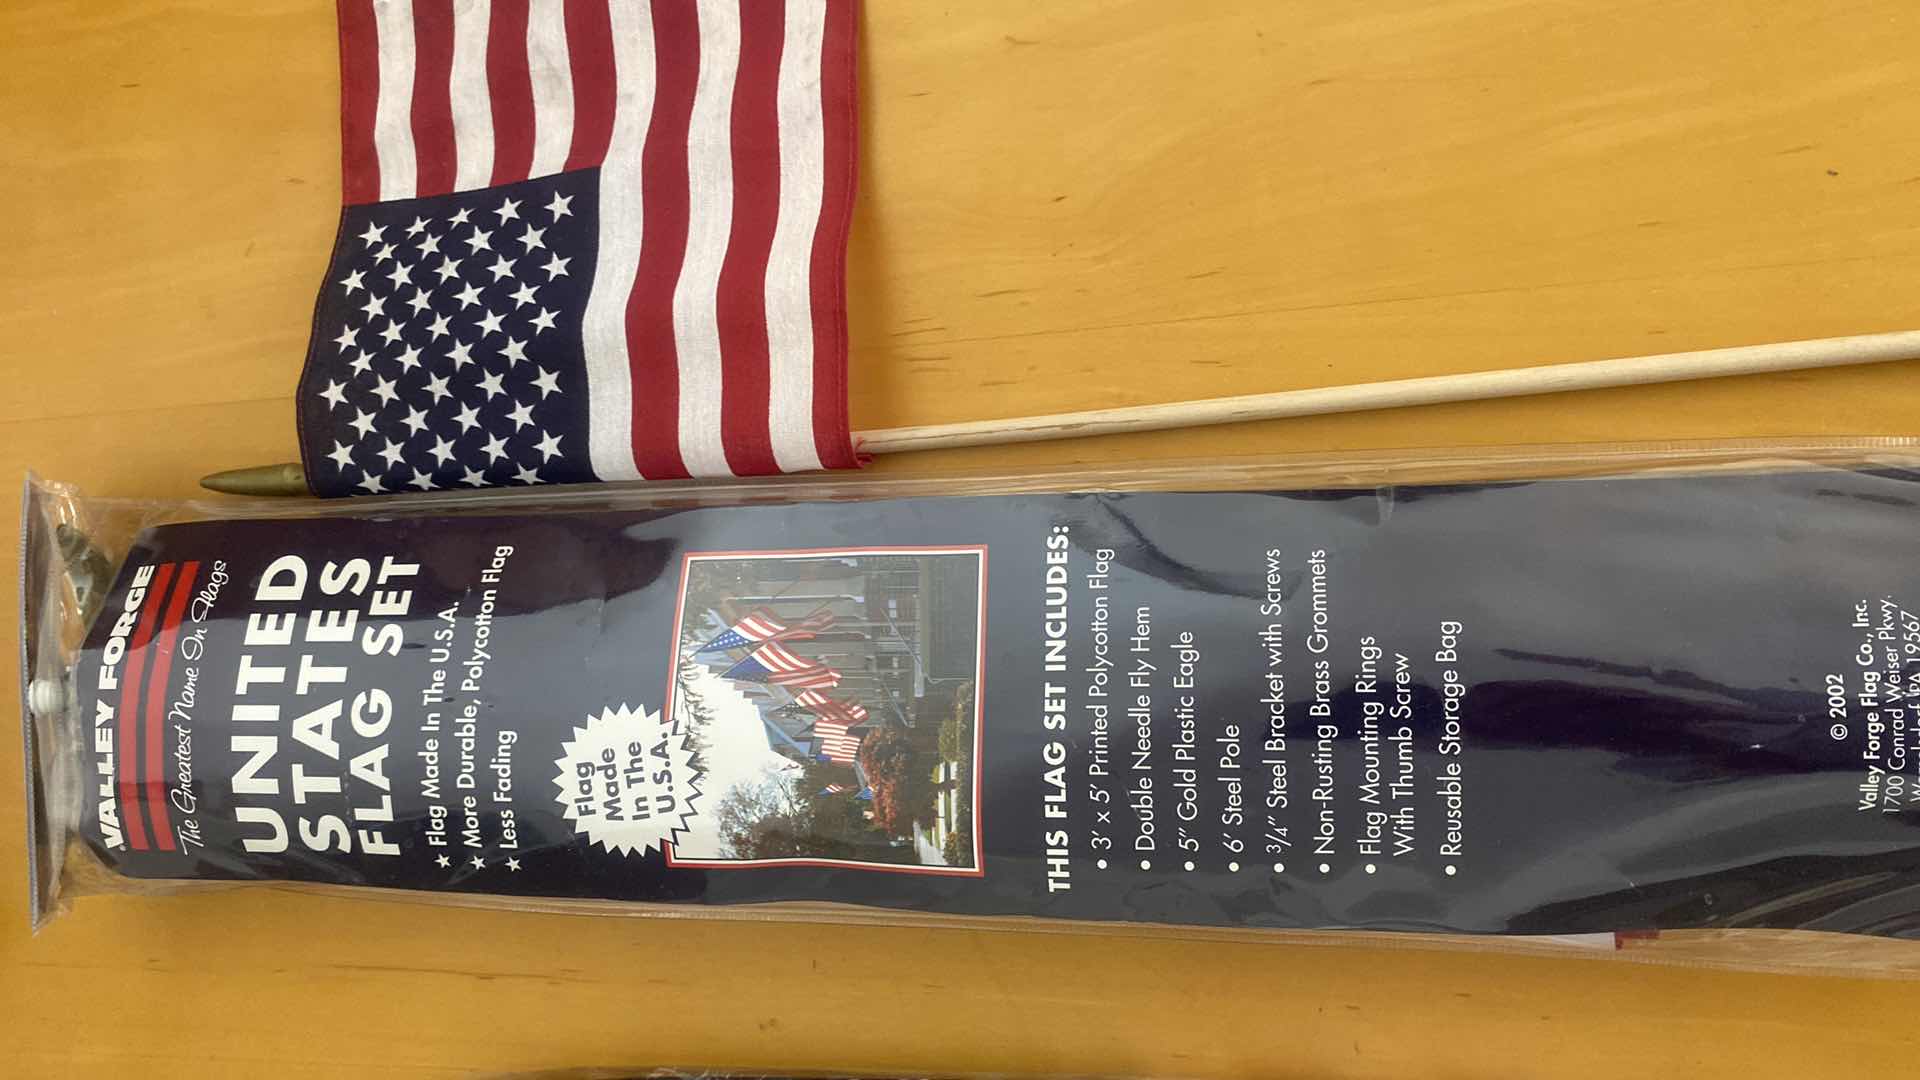 VALLEY FORGE
The Greatest Name In Flags
UNITED
STATES
FLAG SET
★ Flag Made In The U.S.A.
★ More Durable, Polycotton Flag
★ Less Fading
Flag
Made
In The
U.S.A.
THIS FLAG SET INCLUDES:
• 3' x 5' Printed Polycotton Flag
• Double Needle Fly Hem
• 5" Gold Plastic Eagle
• 6' Steel Pole
• 3/4" Steel Bracket with Screws
• Non-Rusting Brass Grommets
• Flag Mounting Rings
With Thumb Screw
• Reusable Storage Bag
© 2002
Valley Forge Flag Co., Inc.
1700 Conrad Weiser Pkwy.
PA 19567